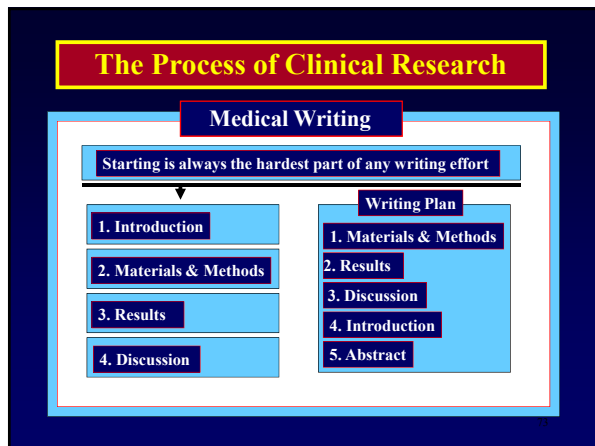 The Process of Clinical Research
Medical Writing
Starting is always the hardest part of any writing effort
1. Introduction
2. Materials & Methods
3. Results
4. Discussion
Writing Plan
1. Materials & Methods
2. Results
3. Discussion
4. Introduction
5. Abstract